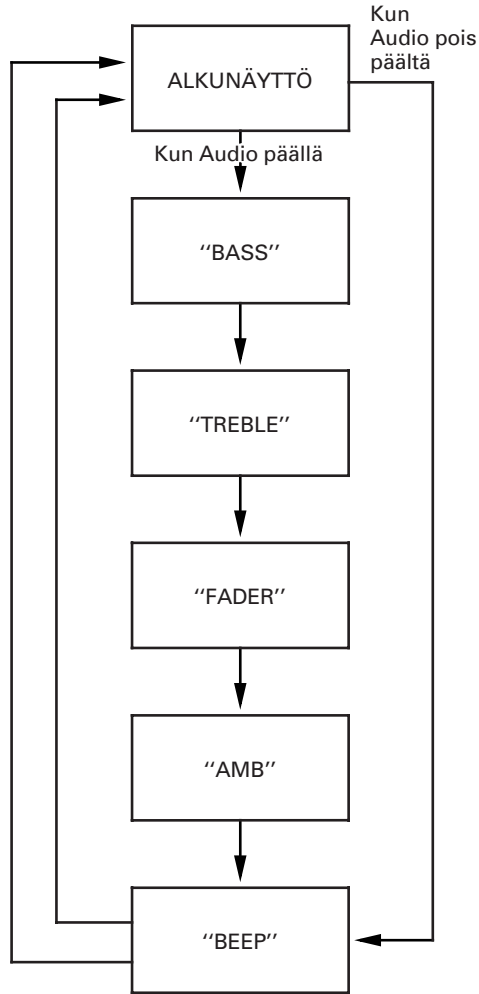 Kun
Audio pois
päältä
ALKUNÄYTTÖ
Kun Audio päällä
''BASS''
''TREBLE''
''FADER''
''AMB''
''BEEP''